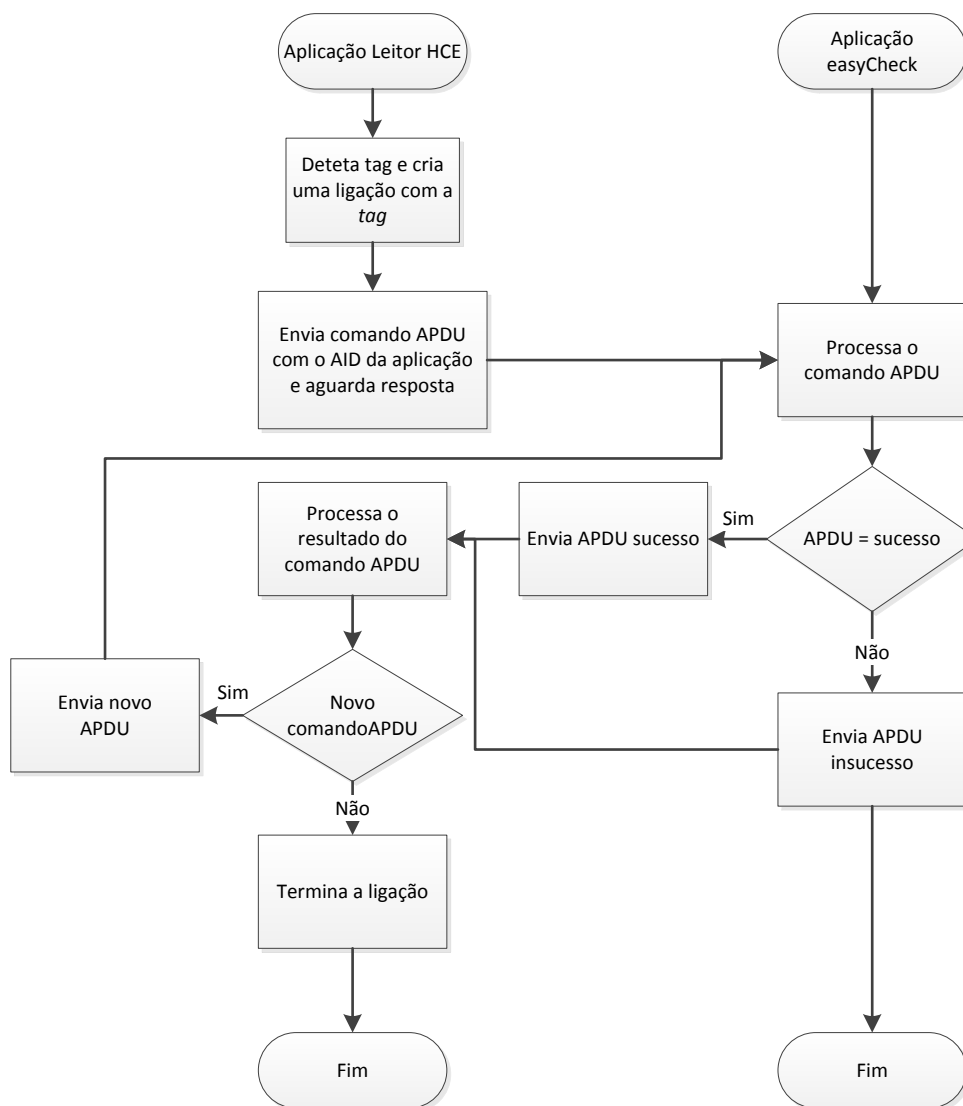 Aplicação Leitor HCE
Aplicação
easyCheck
Deteta tag e cria
uma ligação com a
tag
Envia comando APDU
com o AID da aplicação
e aguarda resposta
Processa o
comando APDU
Processa o
resultado do
comando APDU
Envia APDU sucesso
Sim
APDU = sucesso
Não
Envia novo
APDU
Sim
Novo
comandoAPDU
Envia APDU
insucesso
Não
Termina a ligação
Fim
Fim